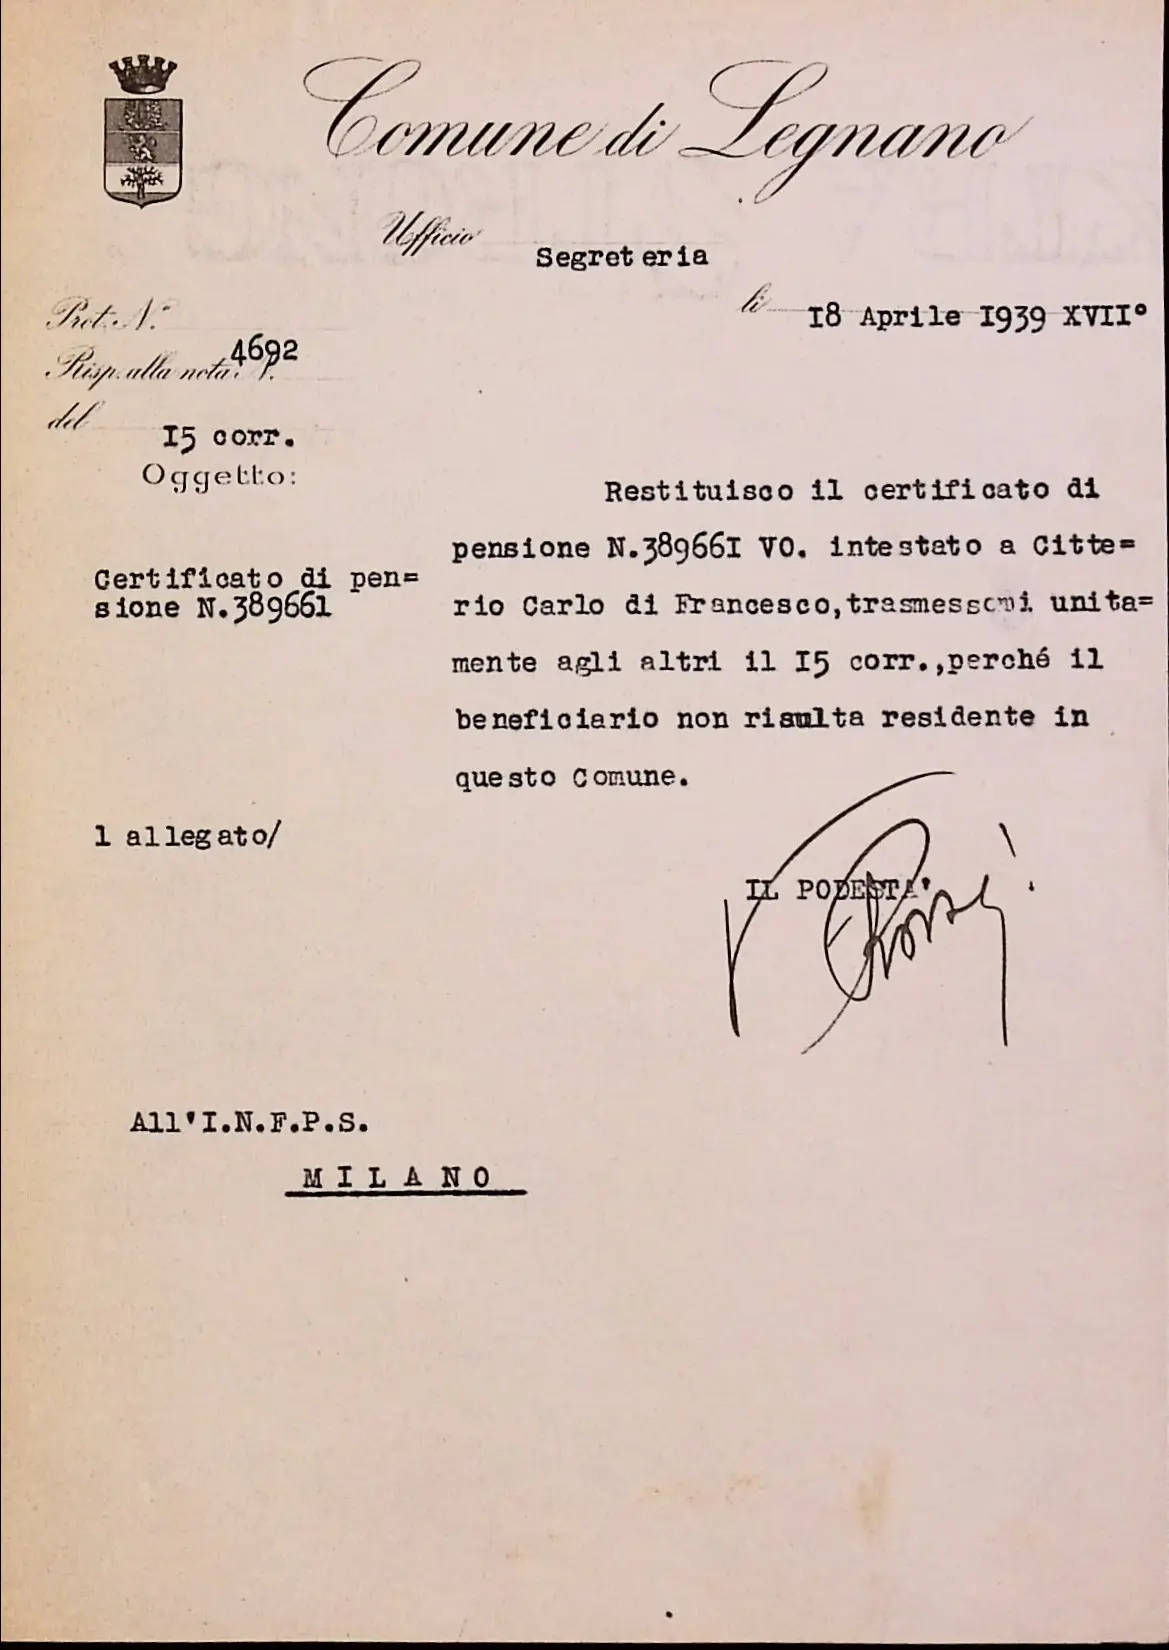 Comune di Legnano
Ufficio Segreteria
li 18 Aprile 1939 XVII°
Prot. N.°
4692
Risp. alla nota N.
del 15 corr.
Oggetto:
Certificato di pen=
sione N.389661
1 allegato/
Restituisco il certificato di
pensione N.389661 VO. intestato a Citte=
rio Carlo di Francesco,trasmessomi unita=
mente agli altri il 15 corr.,perché il
beneficiario non risulta residente in
questo Comune.
IL PODESTA'
All'I.N.F.P.S.
MILANO